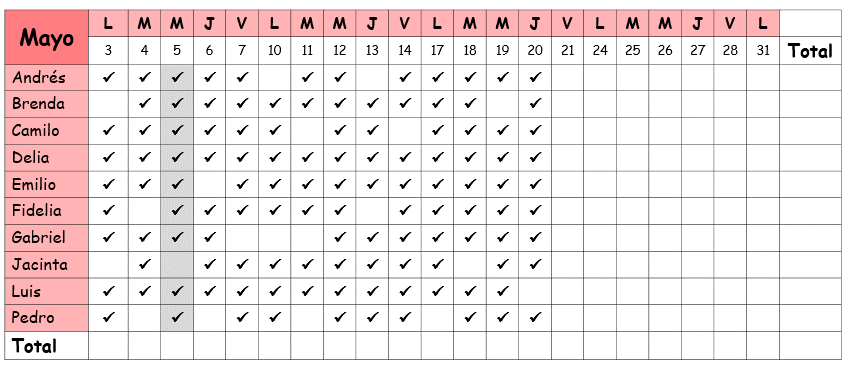 Mayo L M M J V L M M J V L M M J V L M M J V L
3 4 5 6 7 10 11 12 13 14 17 18 19 20 21 24 25 26 27 28 31 Total
Andrés ✓ ✓ ✓ ✓ ✓ ✓ ✓ ✓ ✓ ✓ ✓ ✓
Brenda ✓ ✓ ✓ ✓ ✓ ✓ ✓ ✓ ✓ ✓ ✓ ✓
Camilo ✓ ✓ ✓ ✓ ✓ ✓ ✓ ✓ ✓ ✓ ✓ ✓
Delia ✓ ✓ ✓ ✓ ✓ ✓ ✓ ✓ ✓ ✓ ✓ ✓ ✓ ✓
Emilio ✓ ✓ ✓ ✓ ✓ ✓ ✓ ✓ ✓ ✓ ✓ ✓ ✓
Fidelia ✓ ✓ ✓ ✓ ✓ ✓ ✓ ✓ ✓ ✓ ✓ ✓
Gabriel ✓ ✓ ✓ ✓ ✓ ✓ ✓ ✓ ✓ ✓ ✓
Jacinta ✓ ✓ ✓ ✓ ✓ ✓ ✓ ✓ ✓ ✓ ✓
Luis ✓ ✓ ✓ ✓ ✓ ✓ ✓ ✓ ✓ ✓ ✓ ✓ ✓
Pedro ✓ ✓ ✓ ✓ ✓ ✓ ✓ ✓ ✓ ✓
Total